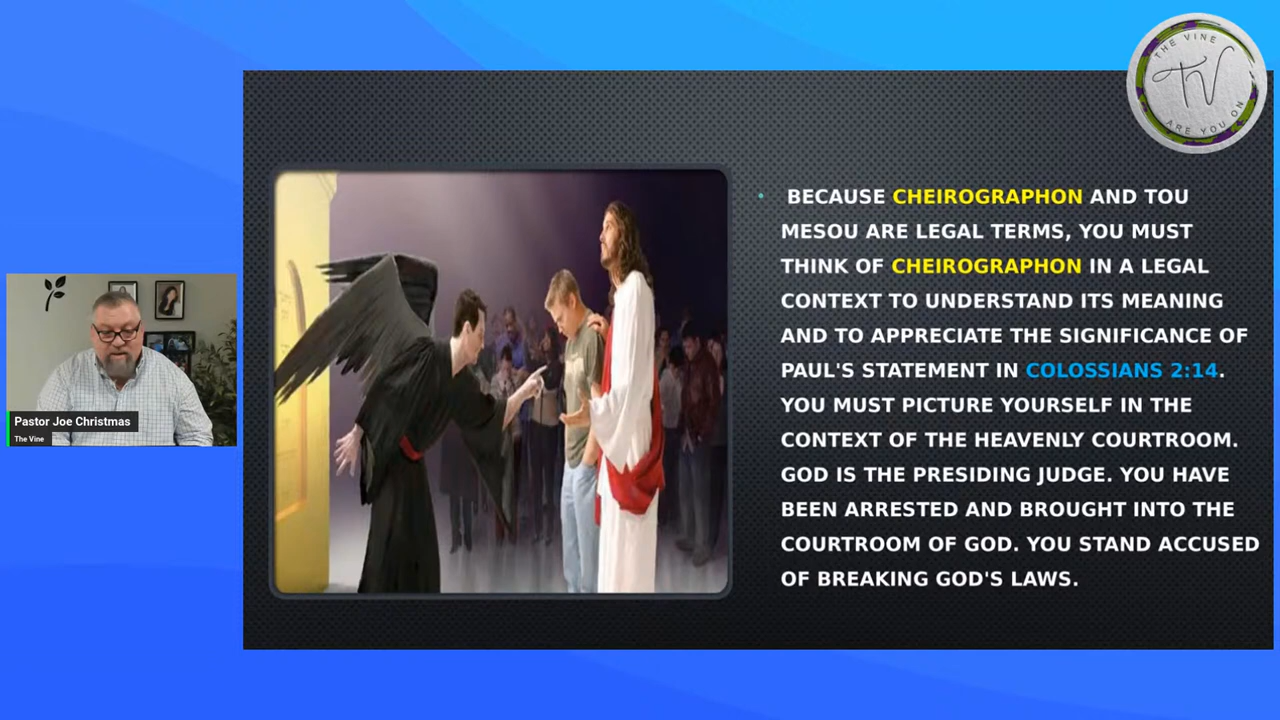 THE VINE
TV
ARE YOU ON
• BECAUSE CHEIROGRAPHON AND TOU
MESOU ARE LEGAL TERMS, YOU MUST
THINK OF CHEIROGRAPHON IN A LEGAL
CONTEXT TO UNDERSTAND ITS MEANING
AND TO APPRECIATE THE SIGNIFICANCE OF
PAUL'S STATEMENT IN COLOSSIANS 2:14.
YOU MUST PICTURE YOURSELF IN THE
CONTEXT OF THE HEAVENLY COURTROOM.
GOD IS THE PRESIDING JUDGE. YOU HAVE
BEEN ARRESTED AND BROUGHT INTO THE
COURTROOM OF GOD. YOU STAND ACCUSED
OF BREAKING GOD'S LAWS.
Pastor Joe Christmas
The Vine